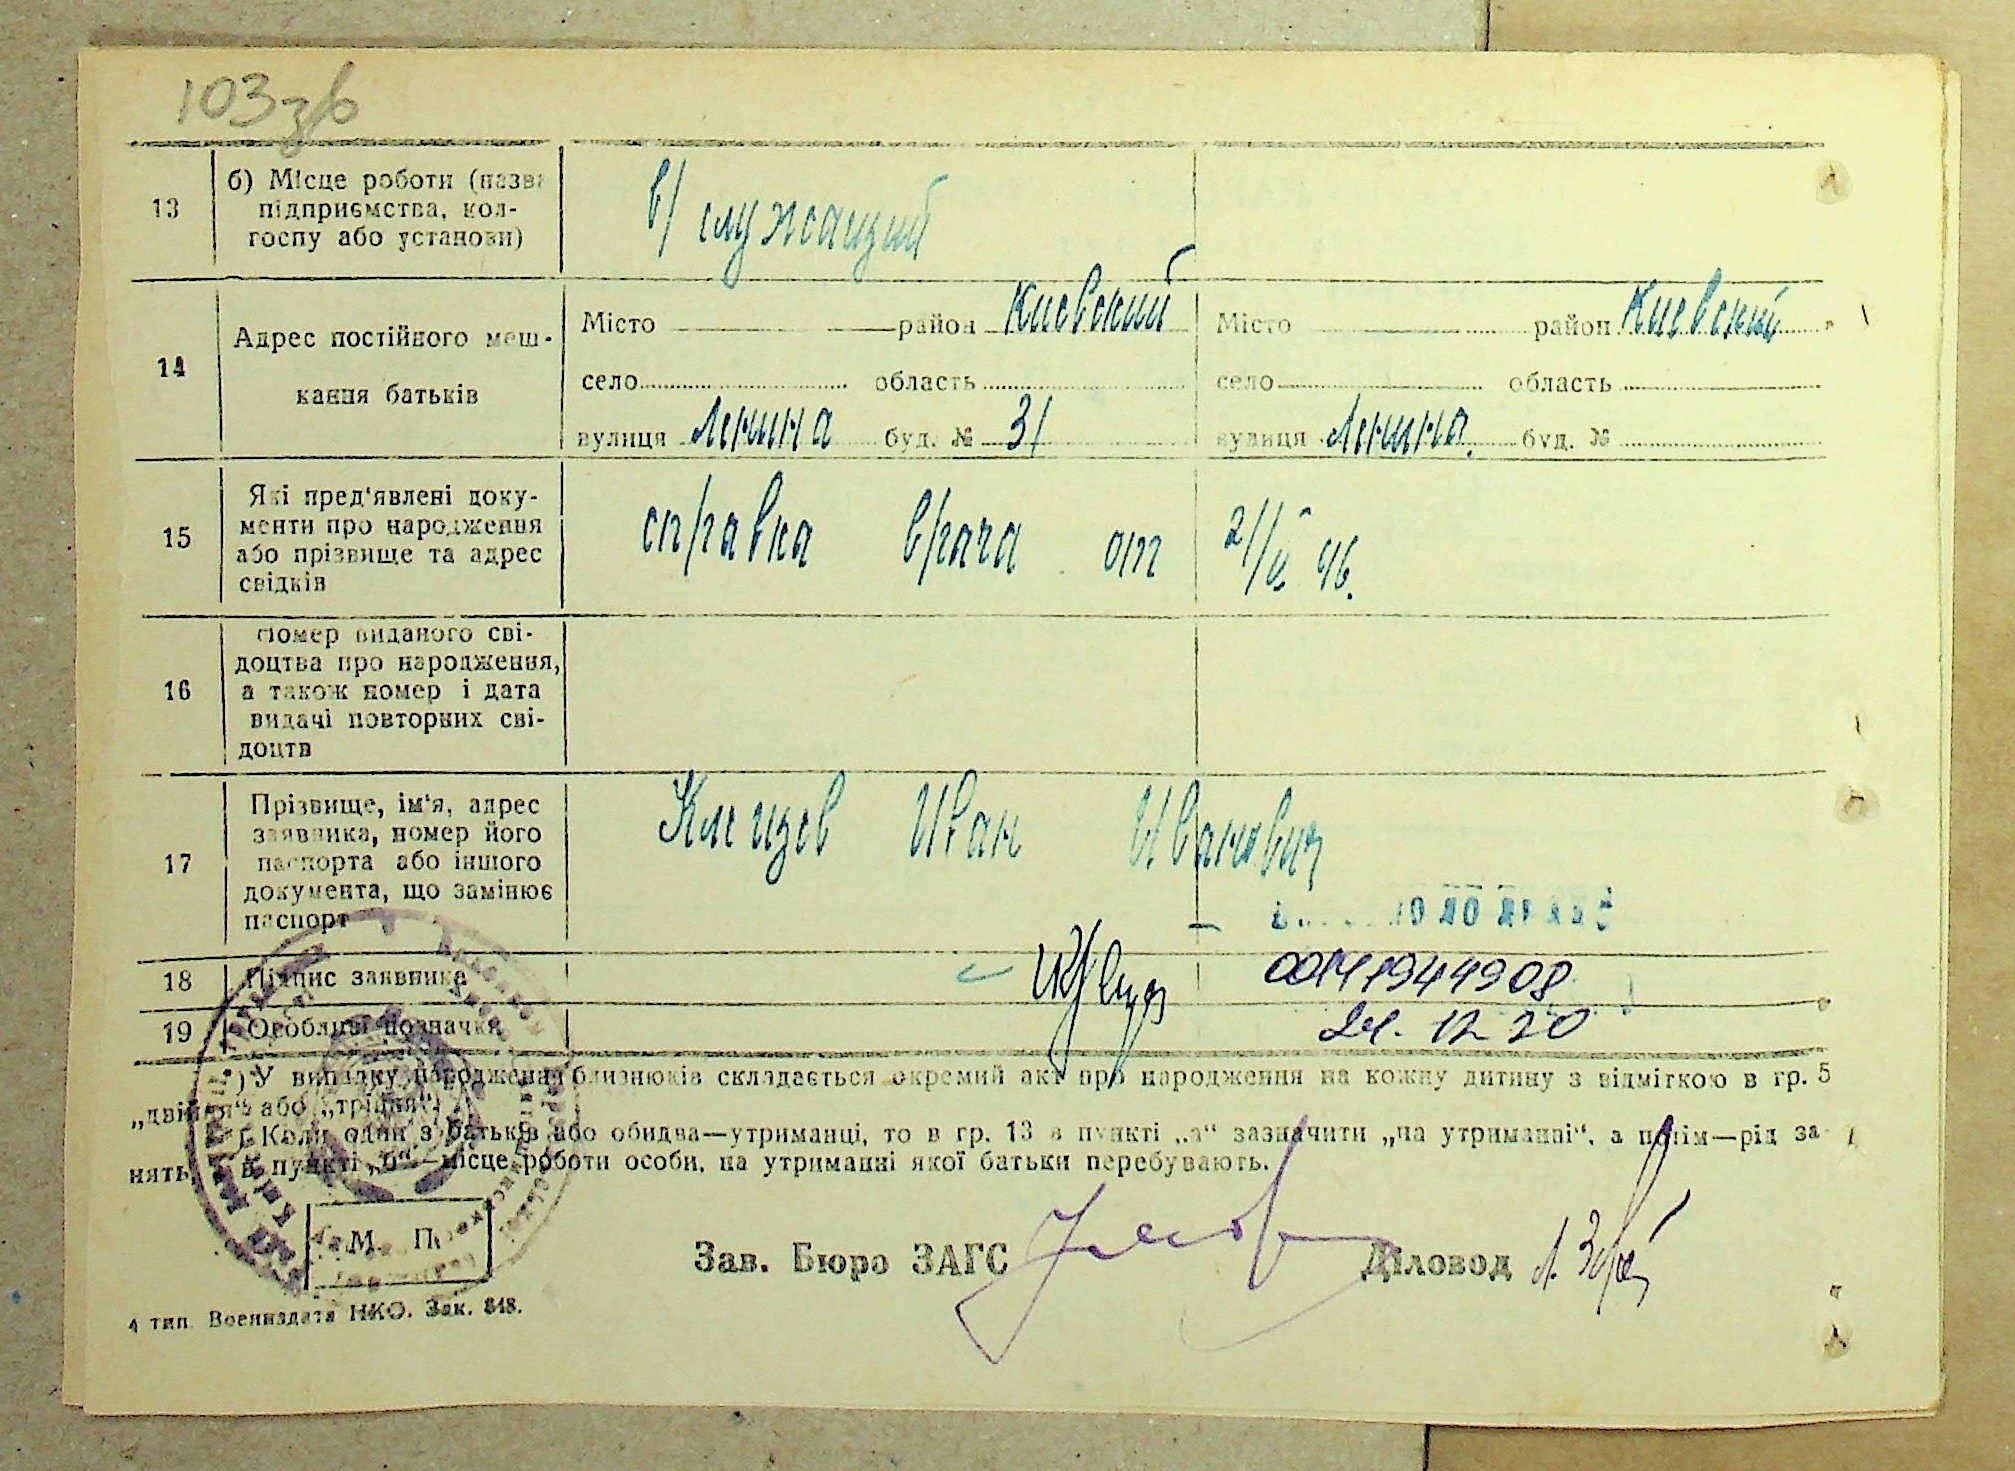 103 зв
13 б) Місце роботи (назва
підприємства, кол-
госпу або установи)
в/ служащий
14 Адрес постійного меш-
кання батьків
Місто район Киевский
село область
вулиця Ленина буд. № 31
Місто район Киевский
село область
вулиця Ленина. буд. №
15 Які пред'явлені доку-
менти про народження
або прізвище та адрес
свідків
справка врача от 46.
16 Номер виданого сві-
доцтва про народження,
а також номер і дата
видачі повторних сві-
доцтв
17 Прізвище, ім'я, адрес
заявника, номер його
паспорта або іншого
документа, що замінює
паспорт
Иван Иванович
18 Підпис заявника
00141944908
19 Особливі позначки
24. 12 20
*) У випадку народження близнюків складається окремий акт про народження на кожну дитину з відміткою в гр. 5
„двійня" або „трійня".
Коли один з батьків або обидва—утриманці, то в гр. 13 в пункті „а" зазначити „на утриманні", а потім—рід за-
нять, в пункті „б"—місце роботи особи, на утриманні якої батьки перебувають.
М. П.
Зав. Бюро ЗАГС
Діловод
4 тип. Воениздата НКО. Зак. 848.